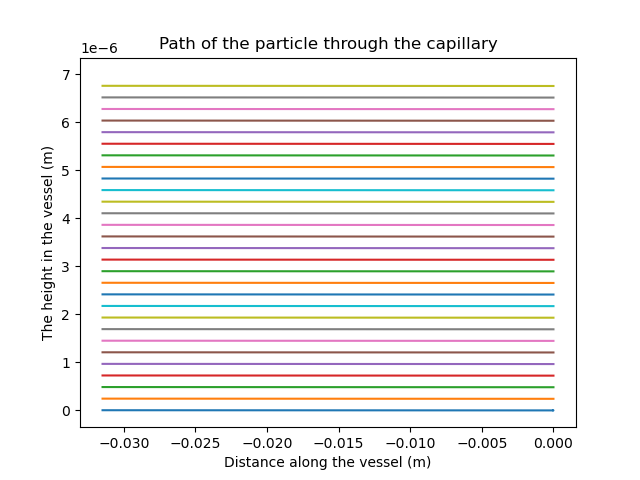 Path of the particle through the capillary
1e−6
7
6
5
4
3
2
1
0
The height in the vessel (m)
−0.030 −0.025 −0.020 −0.015 −0.010 −0.005 0.000
Distance along the vessel (m)